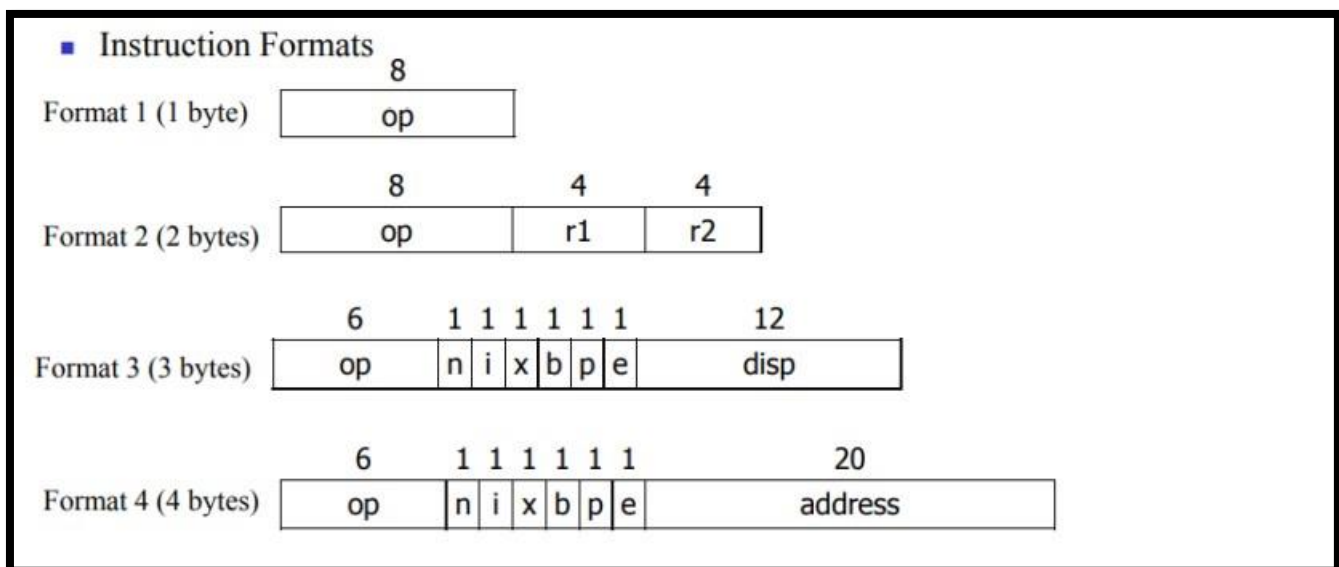 ▪ Instruction Formats
8
Format 1 (1 byte) op
8 4 4
Format 2 (2 bytes) op r1 r2
6 1 1 1 1 1 1 12
Format 3 (3 bytes) op n i x b p e disp
6 1 1 1 1 1 1 20
Format 4 (4 bytes) op n i x b p e address